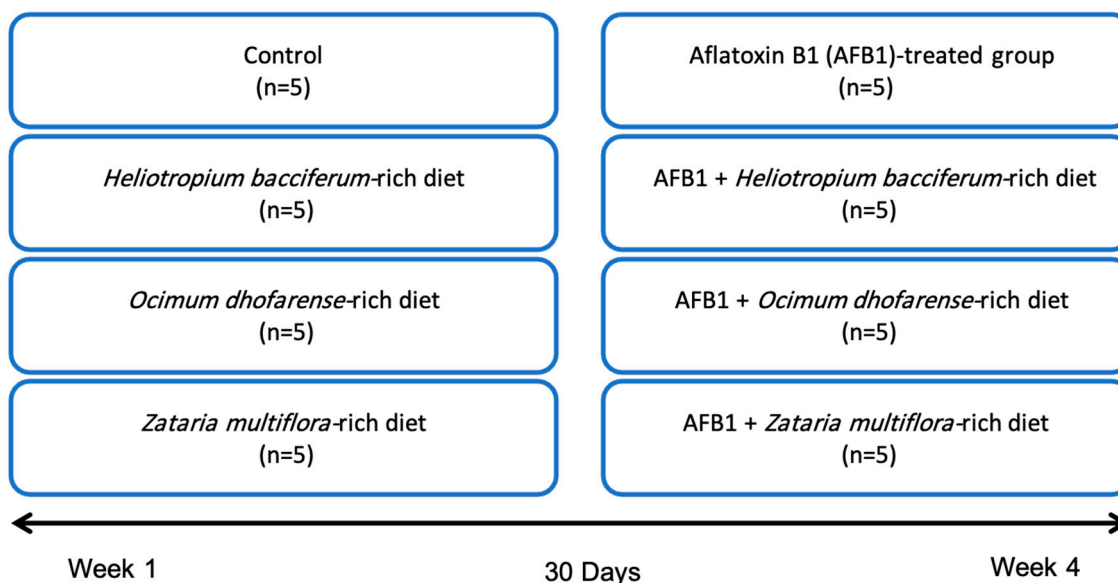 Control
(n=5)
Aflatoxin B1 (AFB1)-treated group
(n=5)
Heliotropium bacciferum-rich diet
(n=5)
AFB1 + Heliotropium bacciferum-rich diet
(n=5)
Ocimum dhofarense-rich diet
(n=5)
AFB1 + Ocimum dhofarense-rich diet
(n=5)
Zataria multiflora-rich diet
(n=5)
AFB1 + Zataria multiflora-rich diet
(n=5)
Week 1
30 Days
Week 4